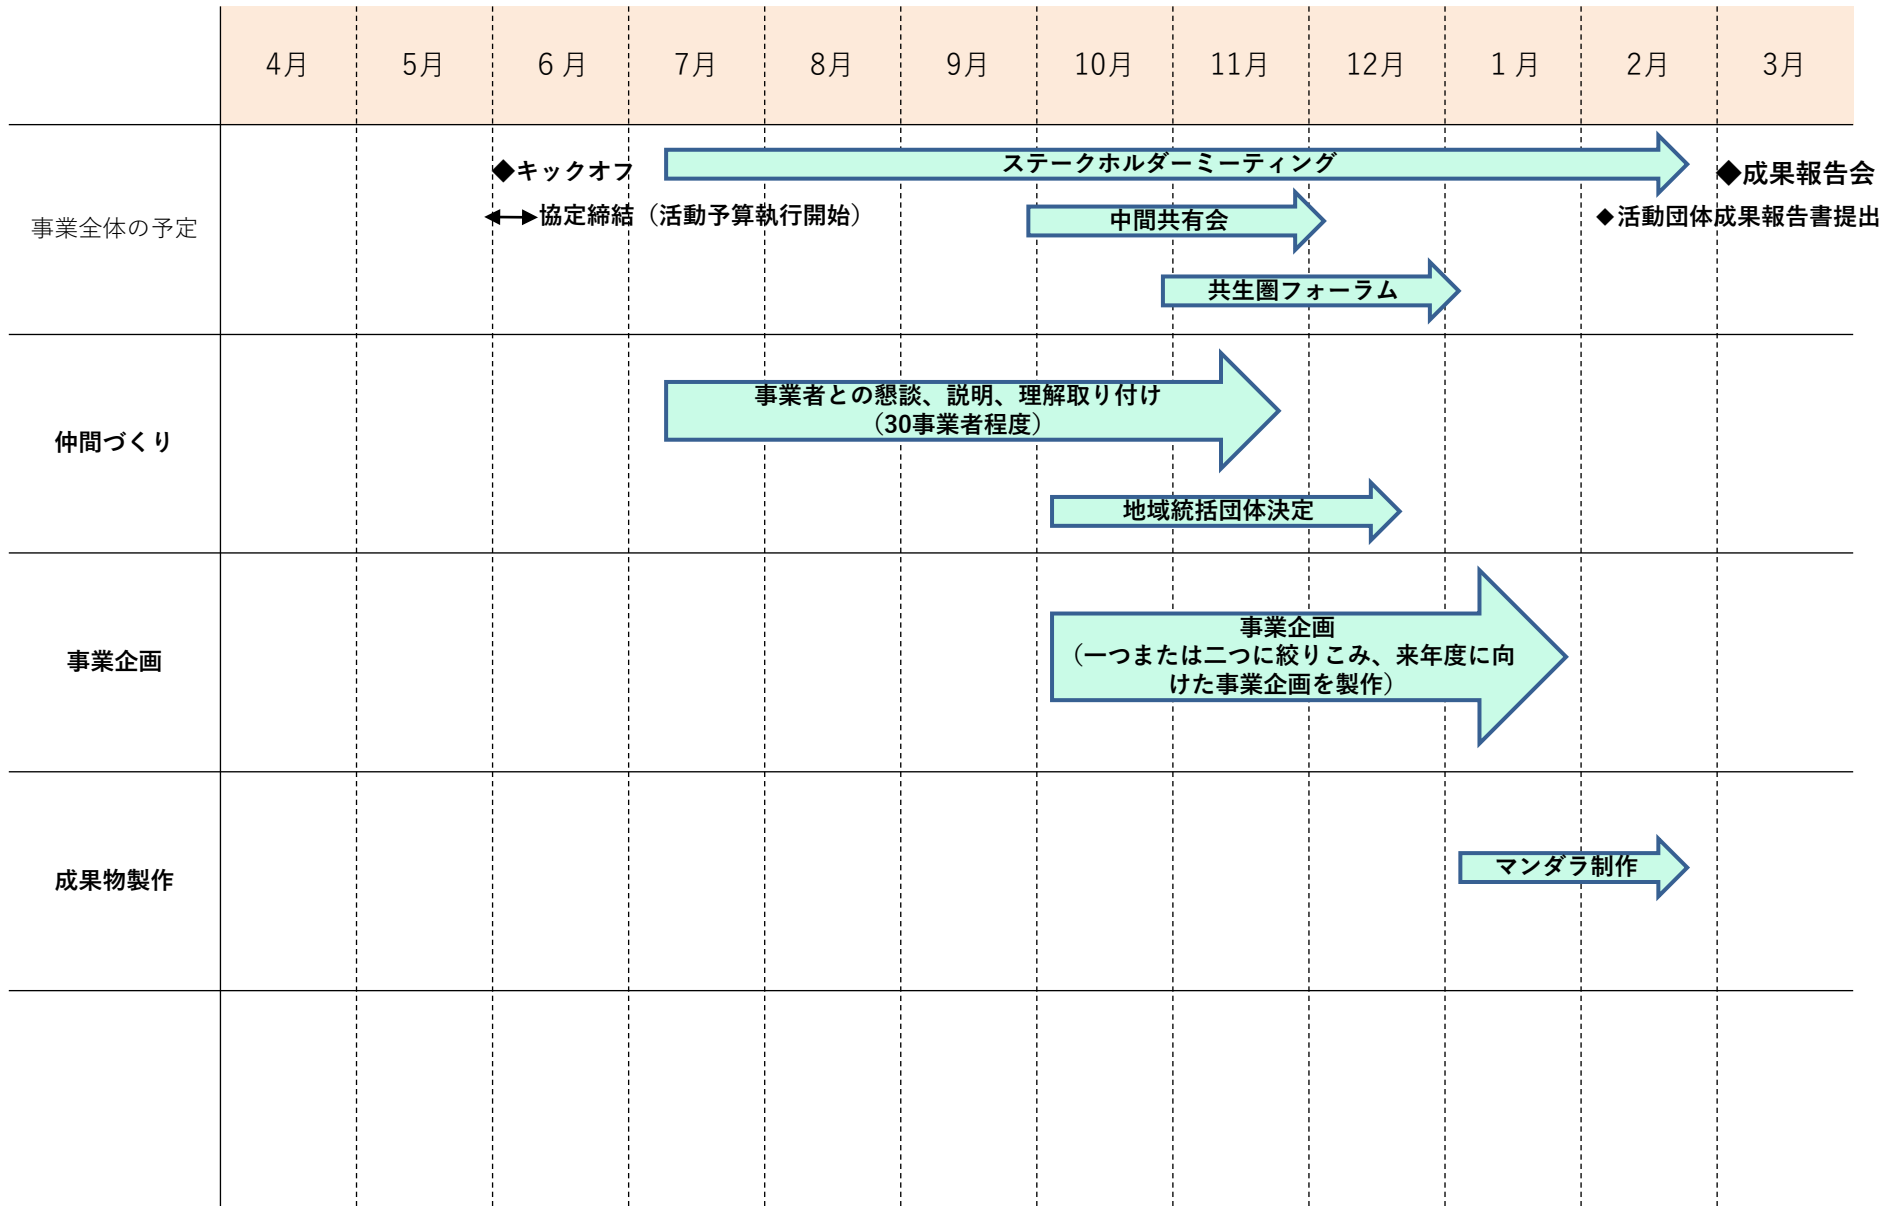 4月 5月 6月 7月 8月 9月 10月 11月 12月 1月 2月 3月
事業全体の予定
◆キックオフ
ステークホルダーミーティング
◆成果報告会
協定締結（活動予算執行開始）
中間共有会
◆活動団体成果報告書提出
共生圏フォーラム
仲間づくり
事業者との懇談、説明、理解取り付け
（30事業者程度）
地域統括団体決定
事業企画
事業企画
（一つまたは二つに絞りこみ、来年度に向
けた事業企画を製作）
成果物製作
マンダラ制作